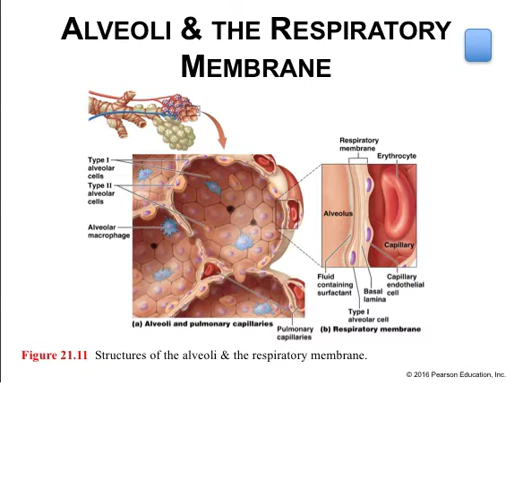 ALVEOLI & THE RESPIRATORY
MEMBRANE
Respiratory
membrane
Erythrocyte
Type I
alveolar
cells
Type II
alveolar
cells
Alveolar
macrophage
Alveolus
Capillary
Fluid
containing
surfactant
Basal
lamina
Capillary
endothelial
cell
Type I
alveolar cell
(a) Alveoli and pulmonary capillaries
Pulmonary
capillaries
(b) Respiratory membrane
Figure 21.11 Structures of the alveoli & the respiratory membrane.
© 2016 Pearson Education, Inc.